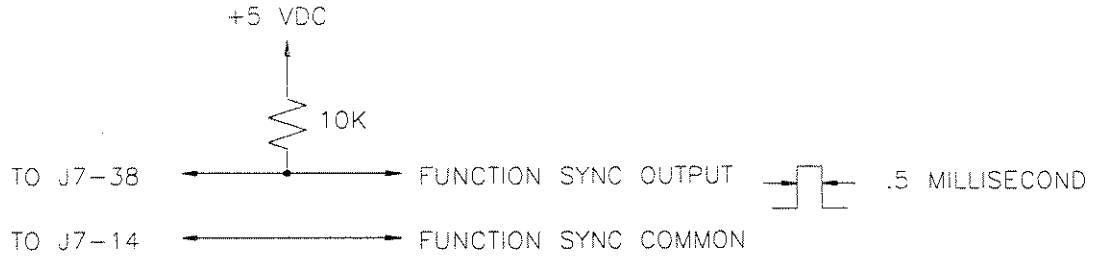 +5 VDC
10K
TO J7-38 FUNCTION SYNC OUTPUT .5 MILLISECOND
TO J7-14 FUNCTION SYNC COMMON